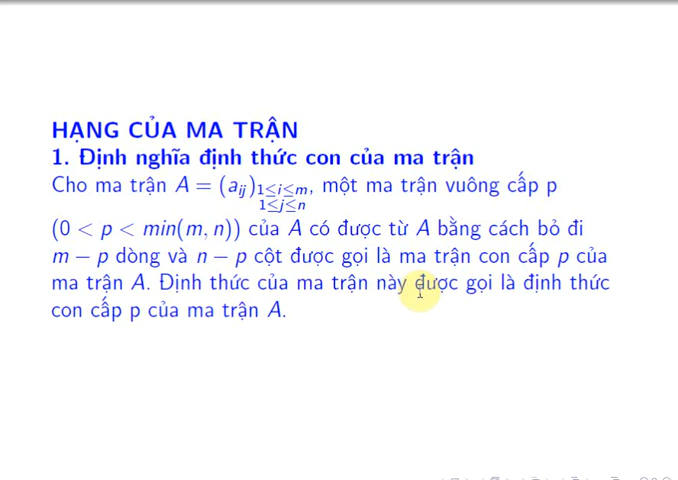 HẠNG CỦA MA TRẬN
1. Định nghĩa định thức con của ma trận
Cho ma trận A = (aij)1≤i≤m, một ma trận vuông cấp p
1≤j≤n
(0 < p < min(m, n)) của A có được từ A bằng cách bỏ đi
m − p dòng và n − p cột được gọi là ma trận con cấp p của
ma trận A. Định thức của ma trận này được gọi là định thức
con cấp p của ma trận A.